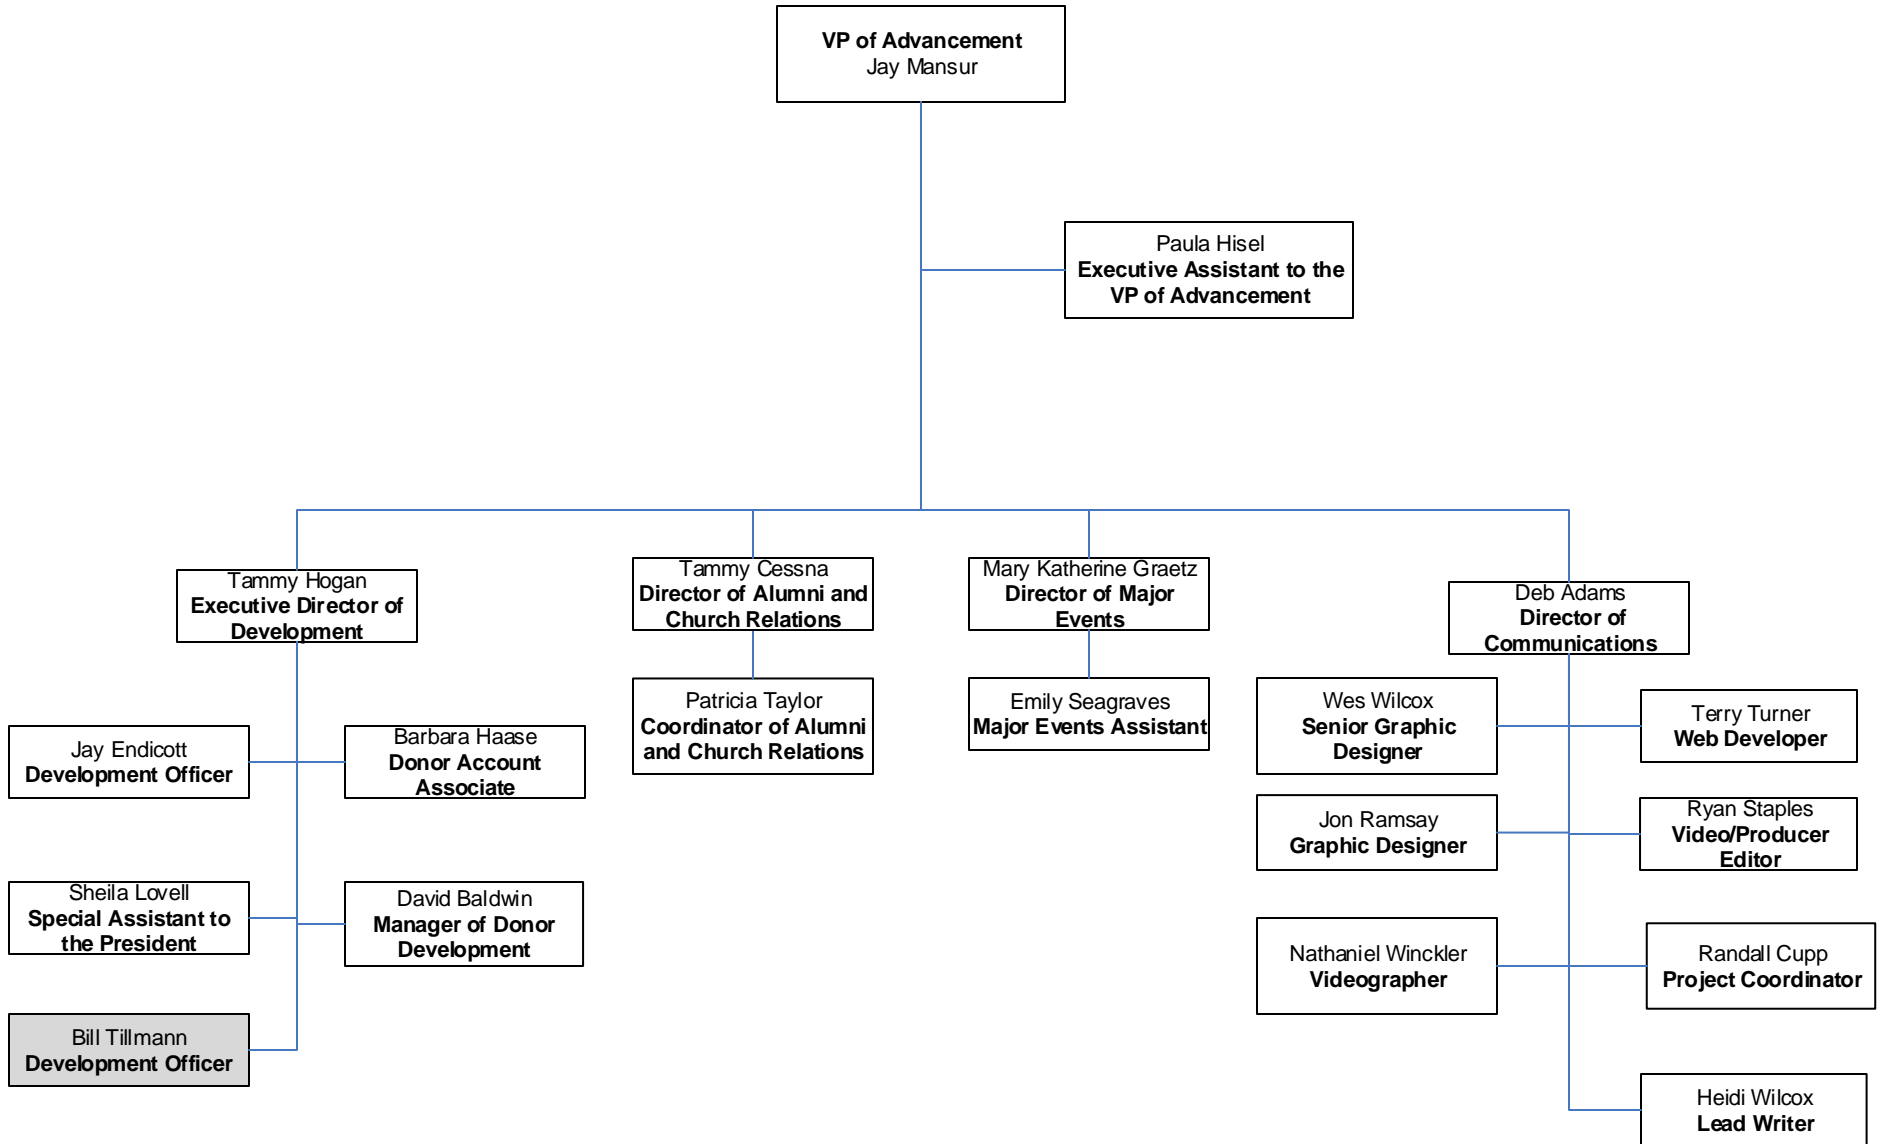 VP of Advancement
Jay Mansur
Paula Hisel
Executive Assistant to the
VP of Advancement
Tammy Hogan
Executive Director of
Development
Tammy Cessna
Director of Alumni and
Church Relations
Mary Katherine Graetz
Director of Major
Events
Deb Adams
Director of
Communications
Jay Endicott
Development Officer
Barbara Haase
Donor Account
Associate
Sheila Lovell
Special Assistant to
the President
David Baldwin
Manager of Donor
Development
Bill Tillmann
Development Officer
Patricia Taylor
Coordinator of Alumni
and Church Relations
Emily Seagraves
Major Events Assistant
Wes Wilcox
Senior Graphic
Designer
Terry Turner
Web Developer
Jon Ramsay
Graphic Designer
Ryan Staples
Video/Producer
Editor
Nathaniel Winckler
Videographer
Randall Cupp
Project Coordinator
Heidi Wilcox
Lead Writer